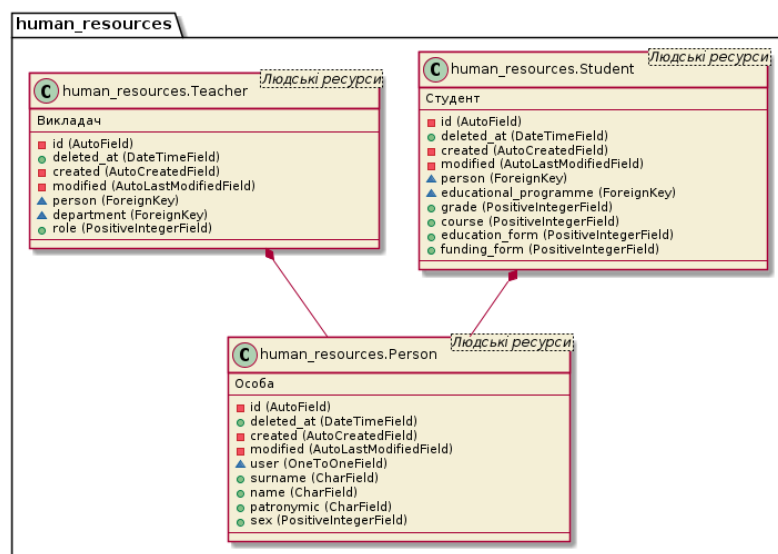 human_resources
Людські ресурси
C human_resources.Teacher
Викладач
id (AutoField)
deleted_at (DateTimeField)
created (AutoCreatedField)
modified (AutoLastModifiedField)
person (ForeignKey)
department (ForeignKey)
role (PositiveIntegerField)
Людські ресурси
C human_resources.Student
Студент
id (AutoField)
deleted_at (DateTimeField)
created (AutoCreatedField)
modified (AutoLastModifiedField)
person (ForeignKey)
educational_programme (ForeignKey)
grade (PositiveIntegerField)
course (PositiveIntegerField)
education_form (PositiveIntegerField)
funding_form (PositiveIntegerField)
Людські ресурси
C human_resources.Person
Особа
id (AutoField)
deleted_at (DateTimeField)
created (AutoCreatedField)
modified (AutoLastModifiedField)
user (OneToOneField)
surname (CharField)
name (CharField)
patronymic (CharField)
sex (PositiveIntegerField)